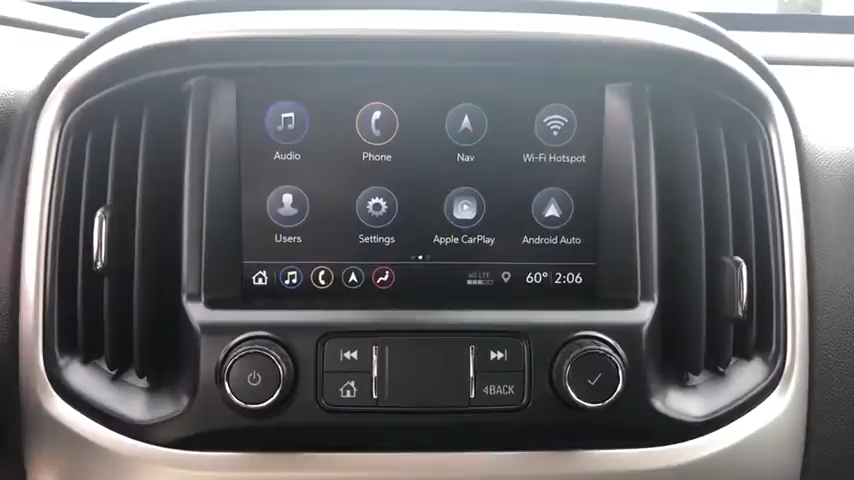 Audio Phone Nav Wi-Fi Hotspot
Users Settings Apple CarPlay Android Auto
4G LTE 60° 2:06
BACK